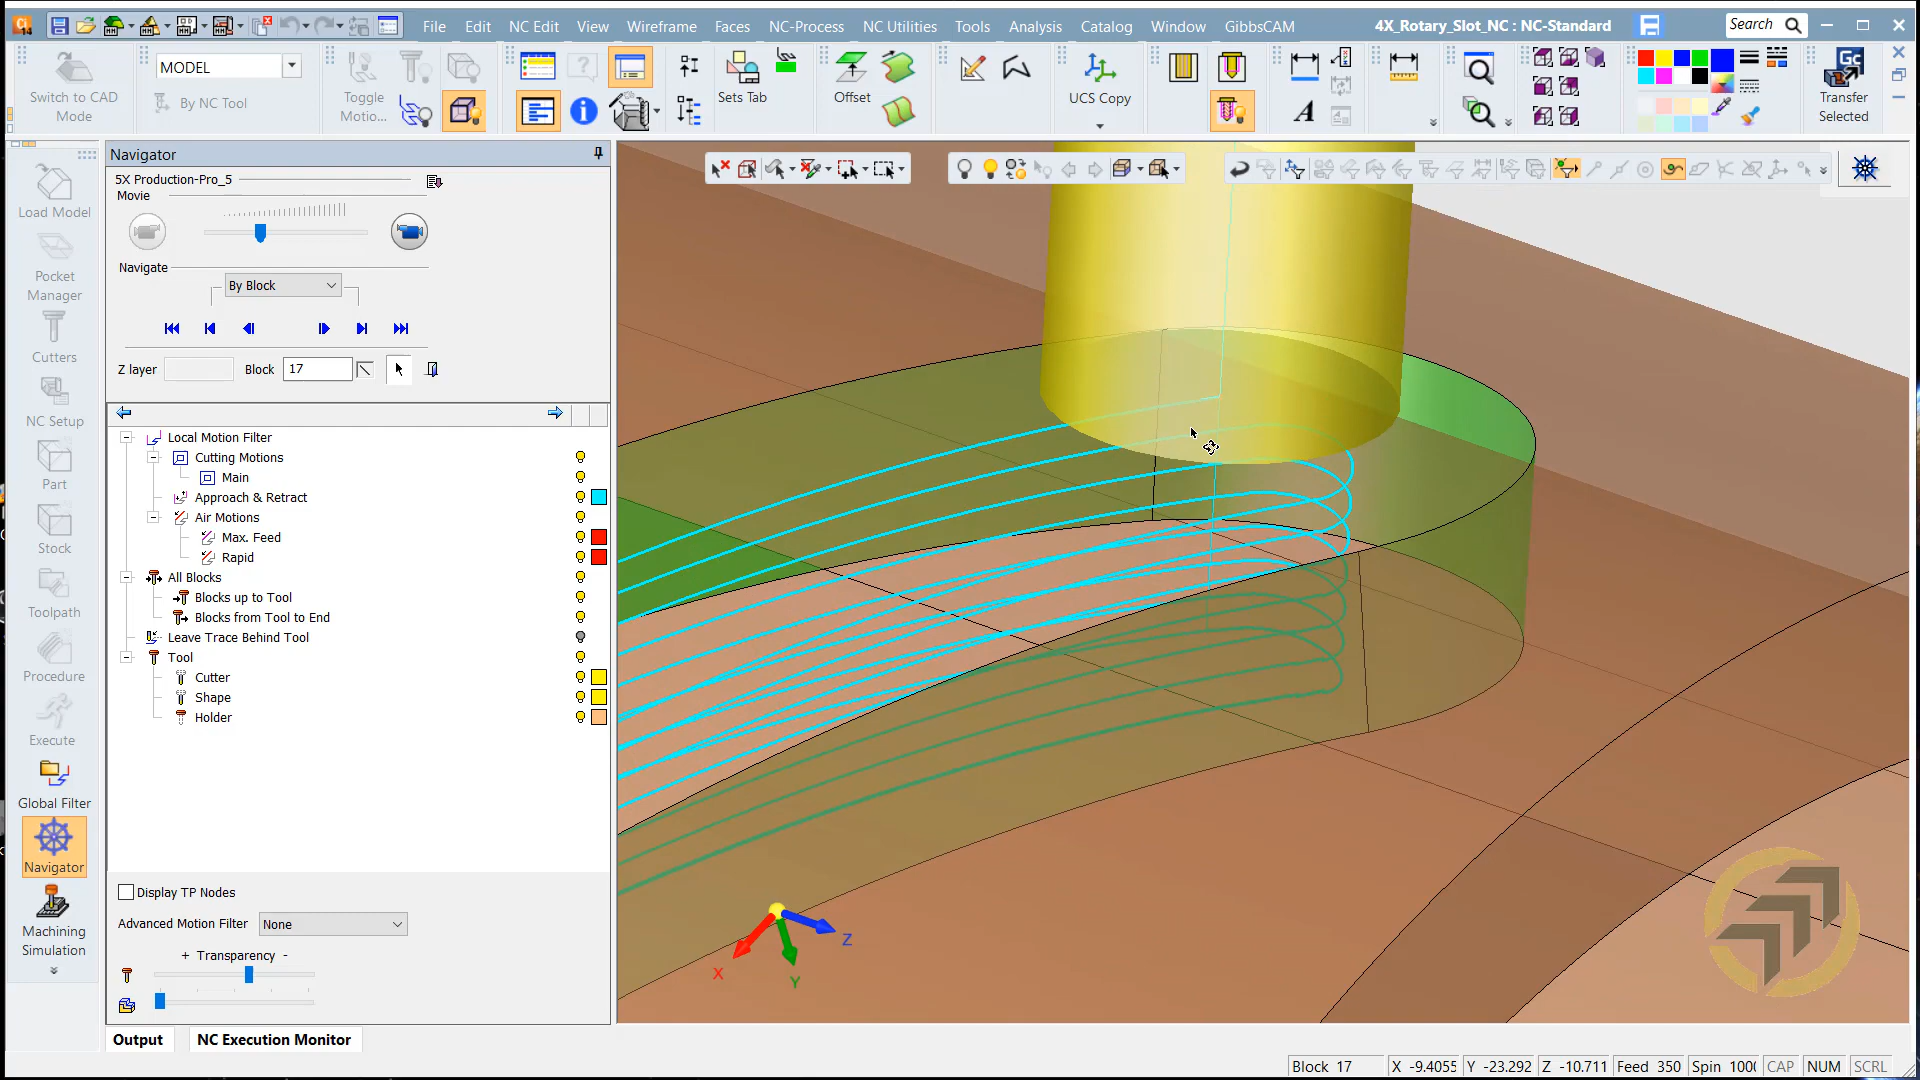 File Edit NC Edit View Wireframe Faces NC-Process NC Utilities Tools Analysis Catalog Window GibbsCAM 4X_Rotary_Slot_NC : NC-Standard Search
MODEL
By NC Tool
Switch to CAD
Mode
Toggle
Motio...
Sets Tab
Offset
UCS Copy
A
Gc
Transfer
Selected
Load Model
Pocket
Manager
Cutters
NC Setup
Part
Stock
Toolpath
Procedure
Execute
Global Filter
Navigator
Machining
Simulation
Navigator
5X Production-Pro_5
Movie
Navigate
By Block
Z layer
Block 17
Local Motion Filter
Cutting Motions
Main
Approach & Retract
Air Motions
Max. Feed
Rapid
All Blocks
Blocks up to Tool
Blocks from Tool to End
Leave Trace Behind Tool
Tool
Cutter
Shape
Holder
Display TP Nodes
Advanced Motion Filter None
+ Transparency -
X
Y
Z
Output
NC Execution Monitor
Block 17 X -9.4055 Y -23.292 Z -10.711 Feed 350 Spin CAP NUM SCRL